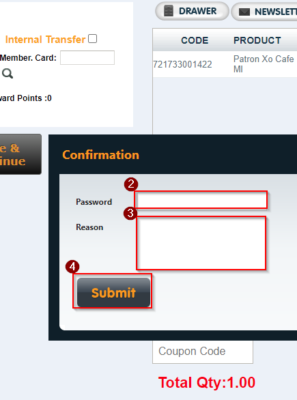 DRAWER
NEWSLETT
Internal Transfer
Member. Card:
ward Points :0
CODE PRODUCT
721733001422 Patron Xo Cafe
Ml
e &
inue
Confirmation
2
Password
3
Reason
4
Submit
Coupon Code
Total Qty:1.00